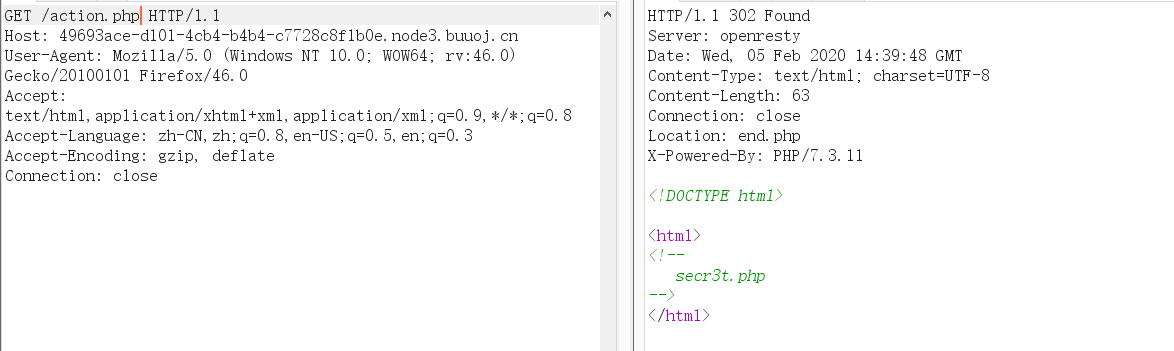 GET /action.php HTTP/1.1
Host: 49693ace-d101-4cb4-b4b4-c7728c8f1b0e.node3.buuoj.cn
User-Agent: Mozilla/5.0 (Windows NT 10.0; WOW64; rv:46.0)
Gecko/20100101 Firefox/46.0
Accept:
text/html,application/xhtml+xml,application/xml;q=0.9,*/*;q=0.8
Accept-Language: zh-CN,zh;q=0.8,en-US;q=0.5,en;q=0.3
Accept-Encoding: gzip, deflate
Connection: close
HTTP/1.1 302 Found
Server: openresty
Date: Wed, 05 Feb 2020 14:39:48 GMT
Content-Type: text/html; charset=UTF-8
Content-Length: 63
Connection: close
Location: end.php
X-Powered-By: PHP/7.3.11
<!DOCTYPE html>
<html>
<!--
secr3t.php
-->
</html>